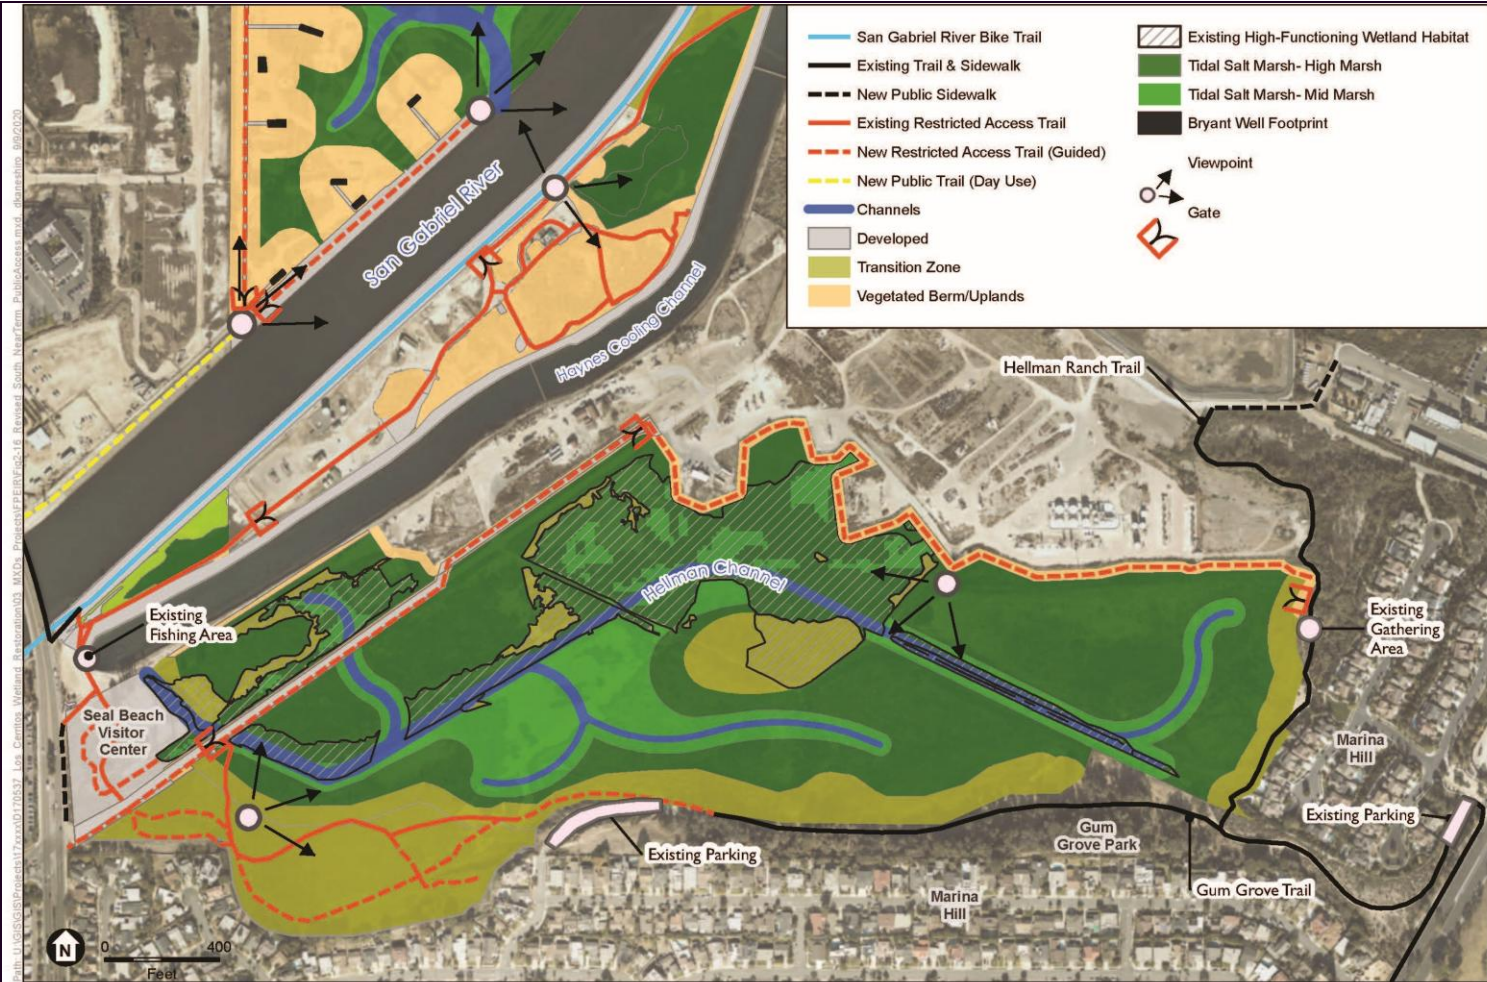 San Gabriel River Bike Trail
Existing Trail & Sidewalk
New Public Sidewalk
Existing Restricted Access Trail
New Restricted Access Trail (Guided)
New Public Trail (Day Use)
Channels
Developed
Transition Zone
Vegetated Berm/Uplands
Existing High-Functioning Wetland Habitat
Tidal Salt Marsh- High Marsh
Tidal Salt Marsh- Mid Marsh
Bryant Well Footprint
Viewpoint
Gate
San Gabriel River
Haynes Cooling Channel
Hellman Ranch Trail
Hellman Channel
Existing
Fishing Area
Existing
Gathering
Area
Seal Beach
Visitor
Center
Marina
Hill
Existing Parking
Existing Parking
Gum
Grove Park
Gum Grove Trail
Marina
Hill
N
0 400
Feet